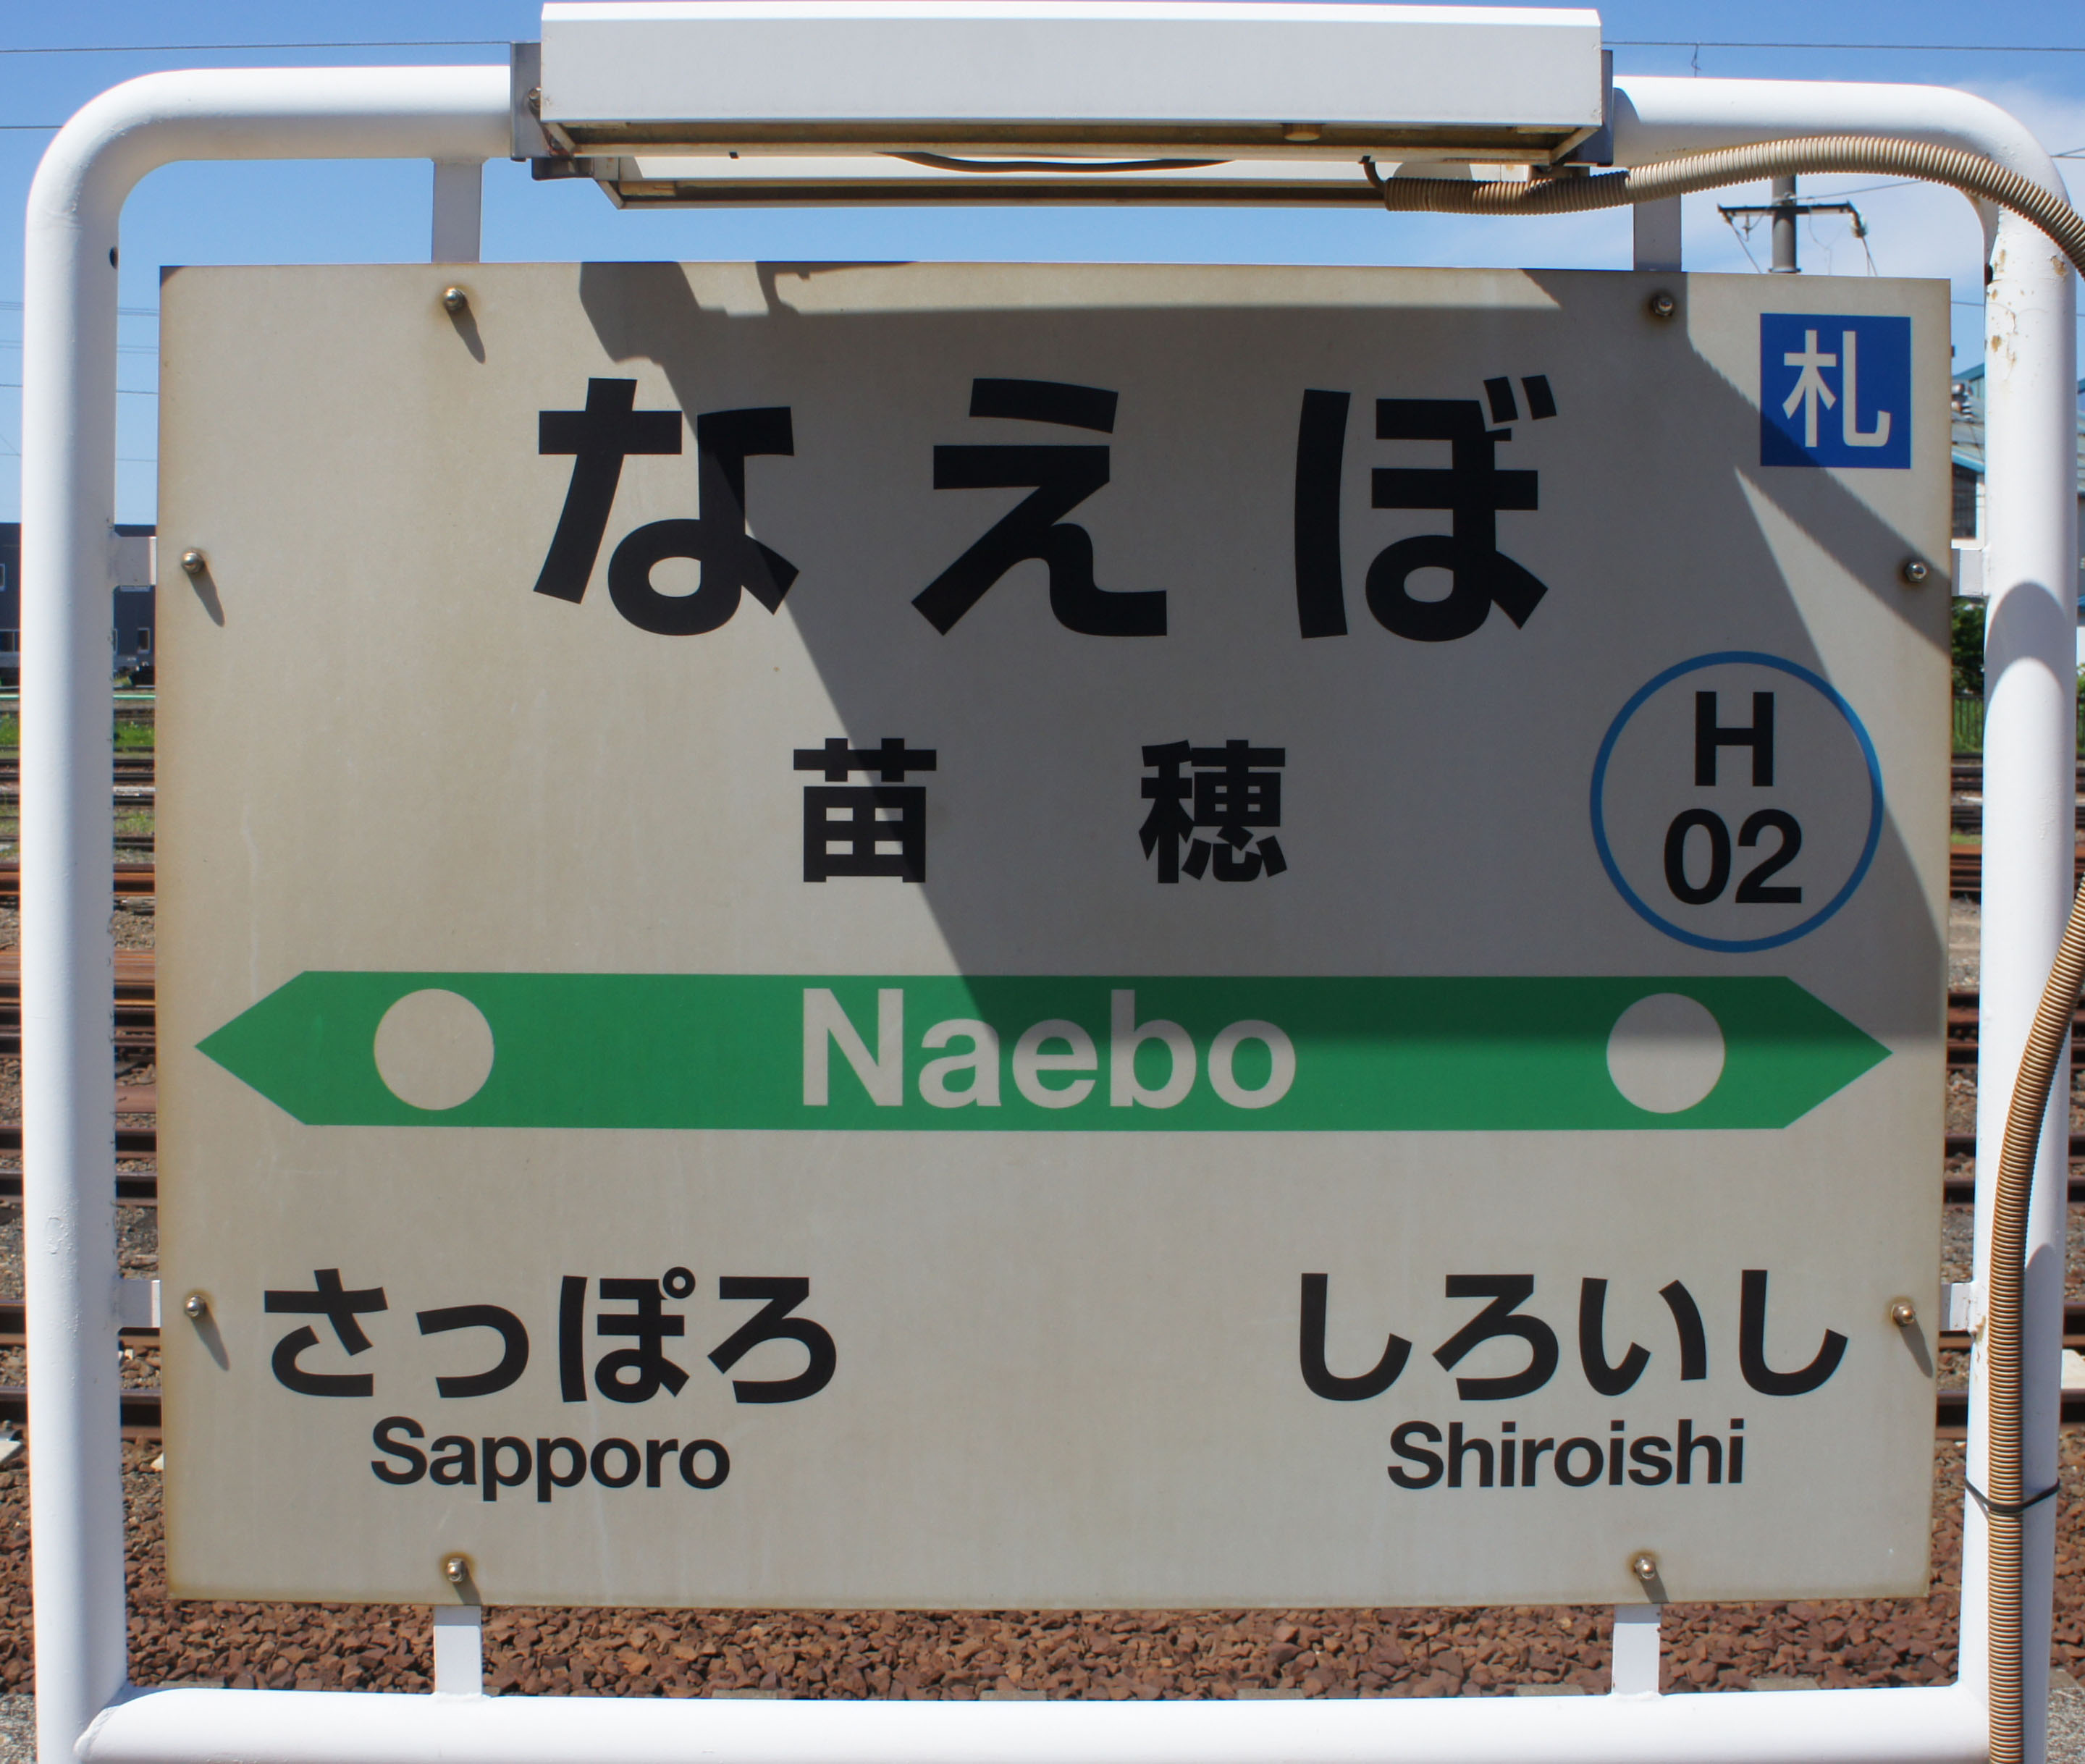 札
なえぼ
苗穂
H
02
Naebo
さっぽろ
Sapporo
しろいし
Shiroishi